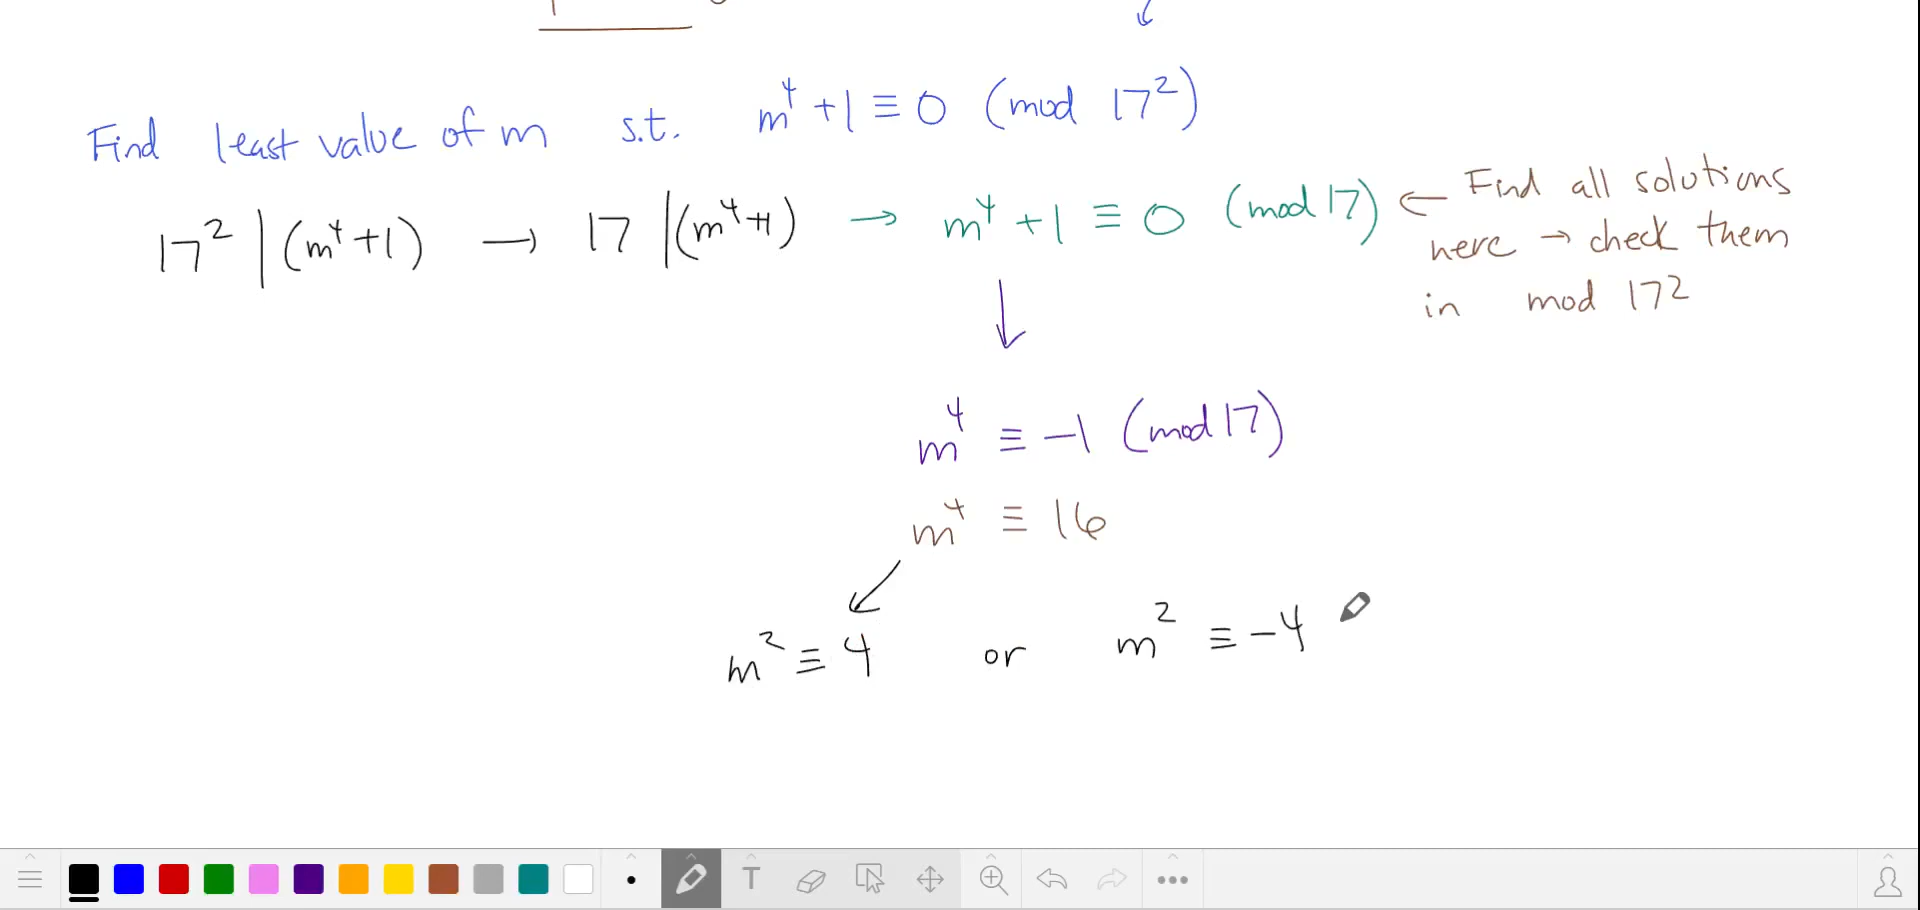 Find least value of m s.t. m⁴ + 1 ≡ 0 (mod 17²)
17² | (m⁴ + 1) → 17 | (m⁴ + 1) → m⁴ + 1 ≡ 0 (mod 17) ← Find all solutions
here → check them
in mod 17²
↓
m⁴ ≡ -1 (mod 17)
m⁴ ≡ 16
m² ≡ 4 or m² ≡ -4
T